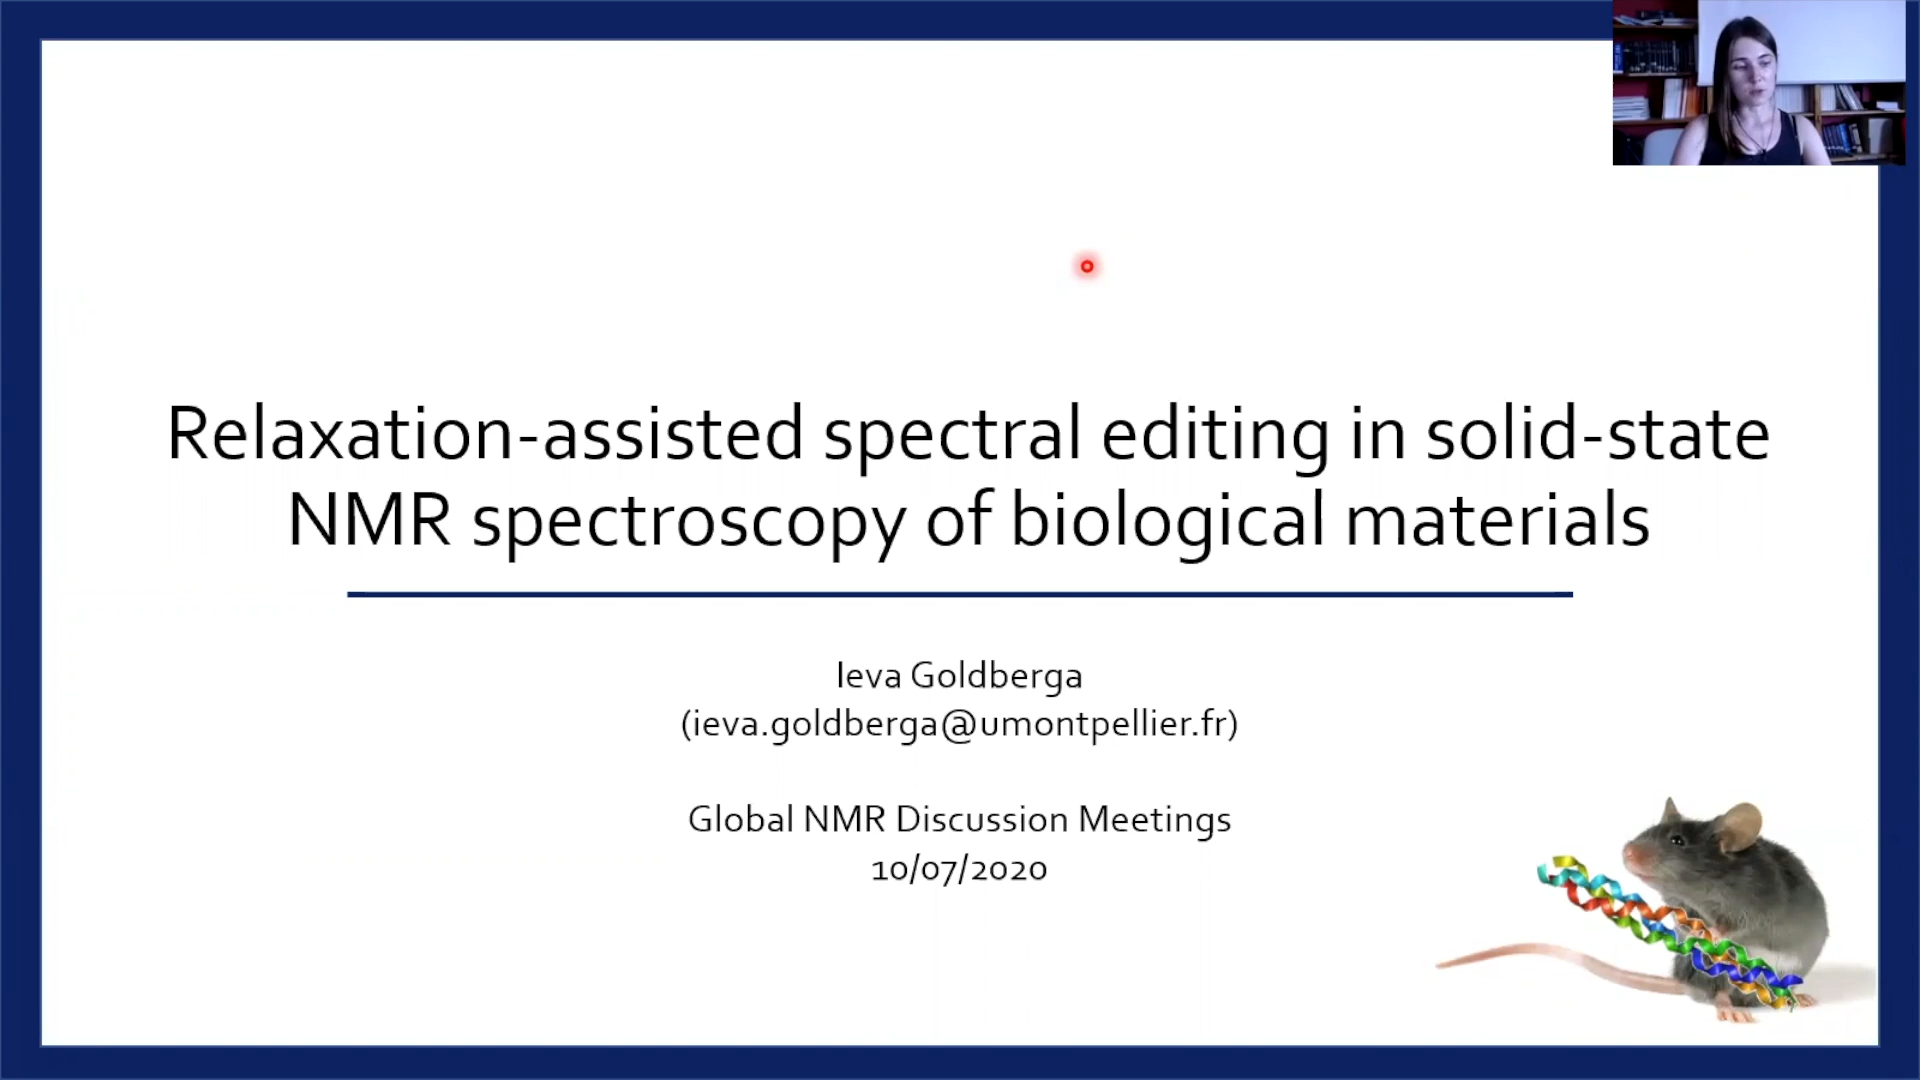 Relaxation-assisted spectral editing in solid-state
NMR spectroscopy of biological materials
Ieva Goldberga
(ieva.goldberga@umontpellier.fr)
Global NMR Discussion Meetings
10/07/2020